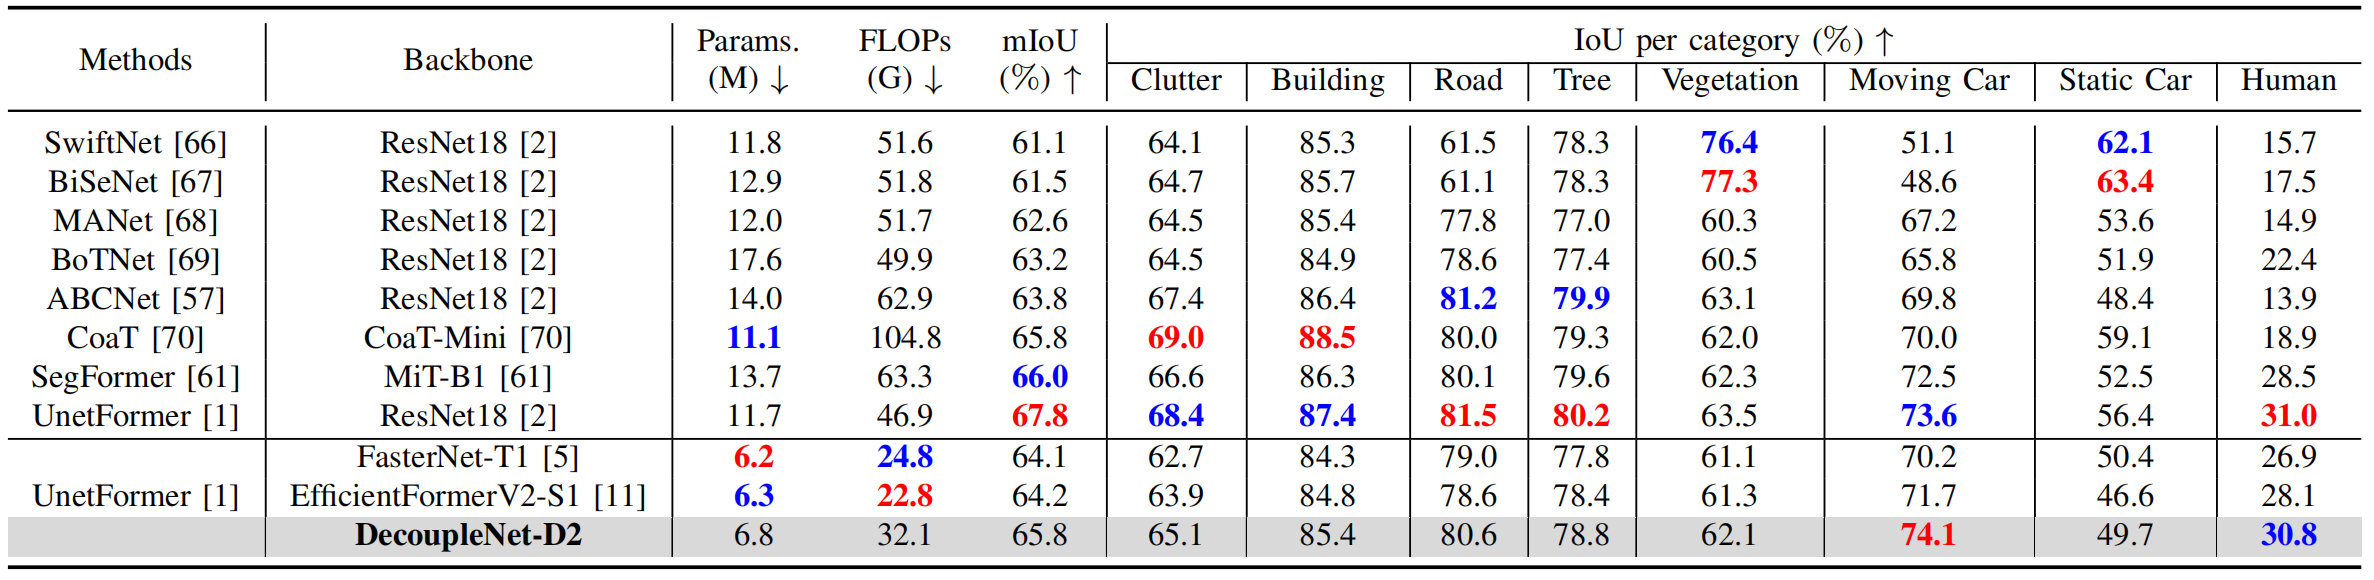 Methods Backbone Params. (M) ↓ FLOPs (G) ↓ mIoU (%) ↑ IoU per category (%) ↑
Clutter Building Road Tree Vegetation Moving Car Static Car Human
SwiftNet [66] ResNet18 [2] 11.8 51.6 61.1 64.1 85.3 61.5 78.3 76.4 51.1 62.1 15.7
BiSeNet [67] ResNet18 [2] 12.9 51.8 61.5 64.7 85.7 61.1 78.3 77.3 48.6 63.4 17.5
MANet [68] ResNet18 [2] 12.0 51.7 62.6 64.5 85.4 77.8 77.0 60.3 67.2 53.6 14.9
BoTNet [69] ResNet18 [2] 17.6 49.9 63.2 64.5 84.9 78.6 77.4 60.5 65.8 51.9 22.4
ABCNet [57] ResNet18 [2] 14.0 62.9 63.8 67.4 86.4 81.2 79.9 63.1 69.8 48.4 13.9
CoaT [70] CoaT-Mini [70] 11.1 104.8 65.8 69.0 88.5 80.0 79.3 62.0 70.0 59.1 18.9
SegFormer [61] MiT-B1 [61] 13.7 63.3 66.0 66.6 86.3 80.1 79.6 62.3 72.5 52.5 28.5
UnetFormer [1] ResNet18 [2] 11.7 46.9 67.8 68.4 87.4 81.5 80.2 63.5 73.6 56.4 31.0
FasterNet-T1 [5] 6.2 24.8 64.1 62.7 84.3 79.0 77.8 61.1 70.2 50.4 26.9
UnetFormer [1] EfficientFormerV2-S1 [11] 6.3 22.8 64.2 63.9 84.8 78.6 78.4 61.3 71.7 46.6 28.1
DecoupleNet-D2 6.8 32.1 65.8 65.1 85.4 80.6 78.8 62.1 74.1 49.7 30.8